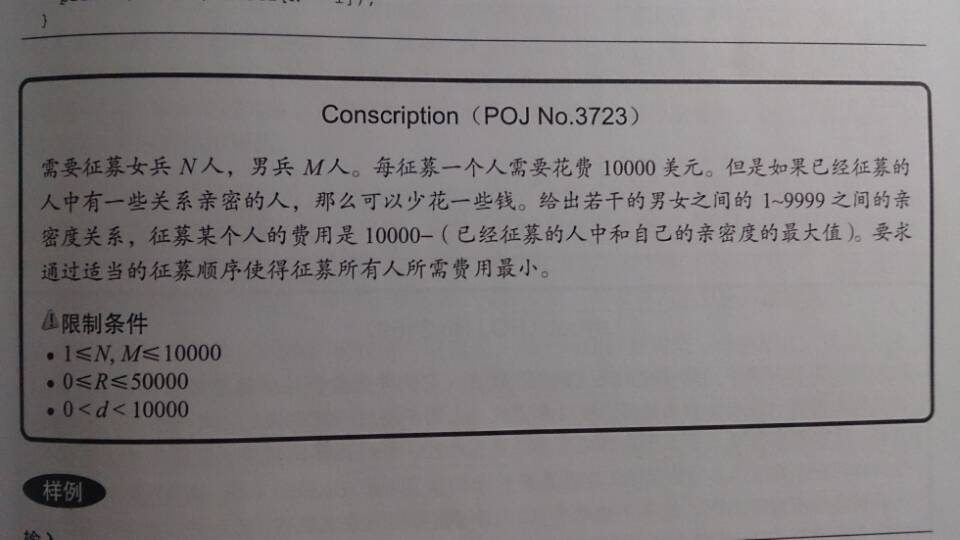 }
Conscription（POJ No.3723）
需要征募女兵 N 人，男兵 M 人。每征募一个人需要花费 10000 美元。但是如果已经征募的
人中有一些关系亲密的人，那么可以少花一些钱。给出若干的男女之间的 1~9999 之间的亲
密度关系，征募某个人的费用是 10000–（已经征募的人中和自己的亲密度的最大值）。要求
通过适当的征募顺序使得征募所有人所需费用最小。
限制条件
• 1⩽N, M⩽10000
• 0⩽R⩽50000
• 0 < d < 10000
样例